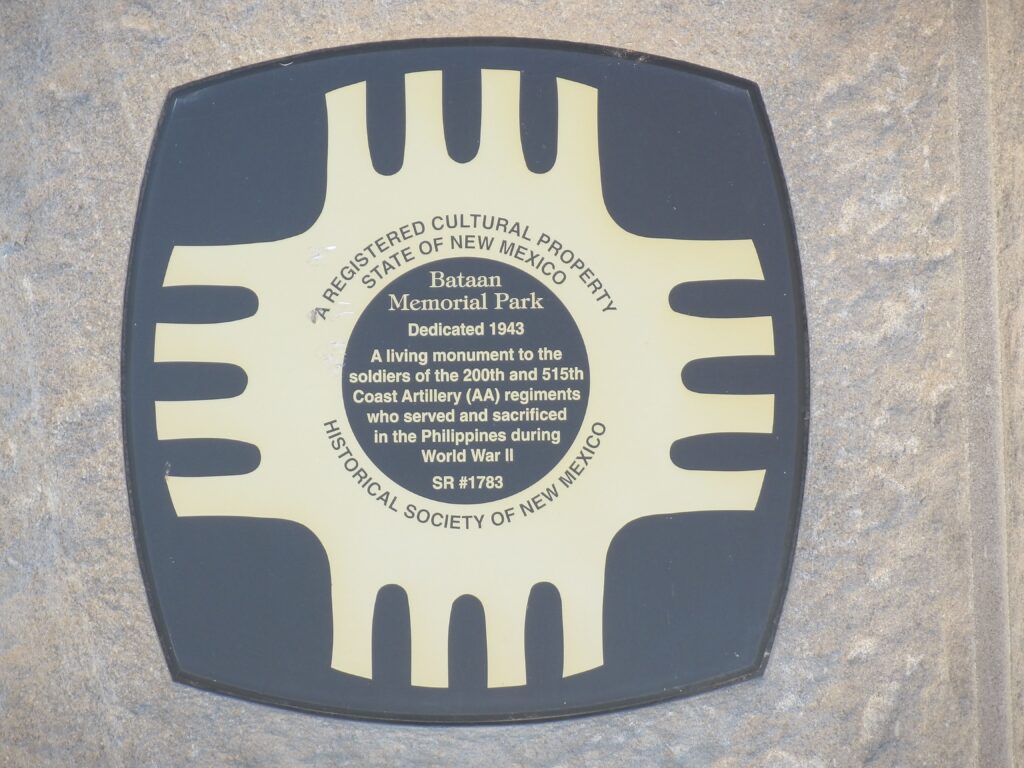 A REGISTERED CULTURAL PROPERTY
STATE OF NEW MEXICO
Bataan
Memorial Park
Dedicated 1943
A living monument to the
soldiers of the 200th and 515th
Coast Artillery (AA) regiments
who served and sacrificed
in the Philippines during
World War II
SR #1783
HISTORICAL SOCIETY OF NEW MEXICO